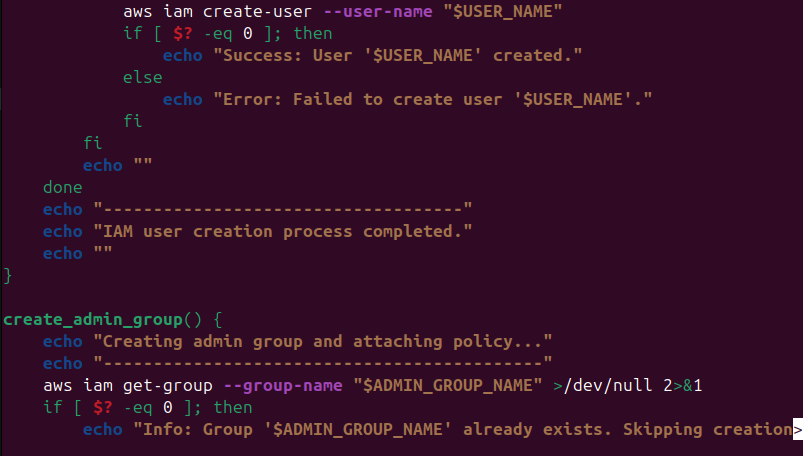 aws iam create-user --user-name "$USER_NAME"
            if [ $? -eq 0 ]; then
                echo "Success: User '$USER_NAME' created."
            else
                echo "Error: Failed to create user '$USER_NAME'."
            fi
        fi
        echo ""
    done
    echo "------------------------------------"
    echo "IAM user creation process completed."
    echo ""
}

create_admin_group() {
    echo "Creating admin group and attaching policy..."
    echo "--------------------------------------------"
    aws iam get-group --group-name "$ADMIN_GROUP_NAME" >/dev/null 2>&1
    if [ $? -eq 0 ]; then
        echo "Info: Group '$ADMIN_GROUP_NAME' already exists. Skipping creation>